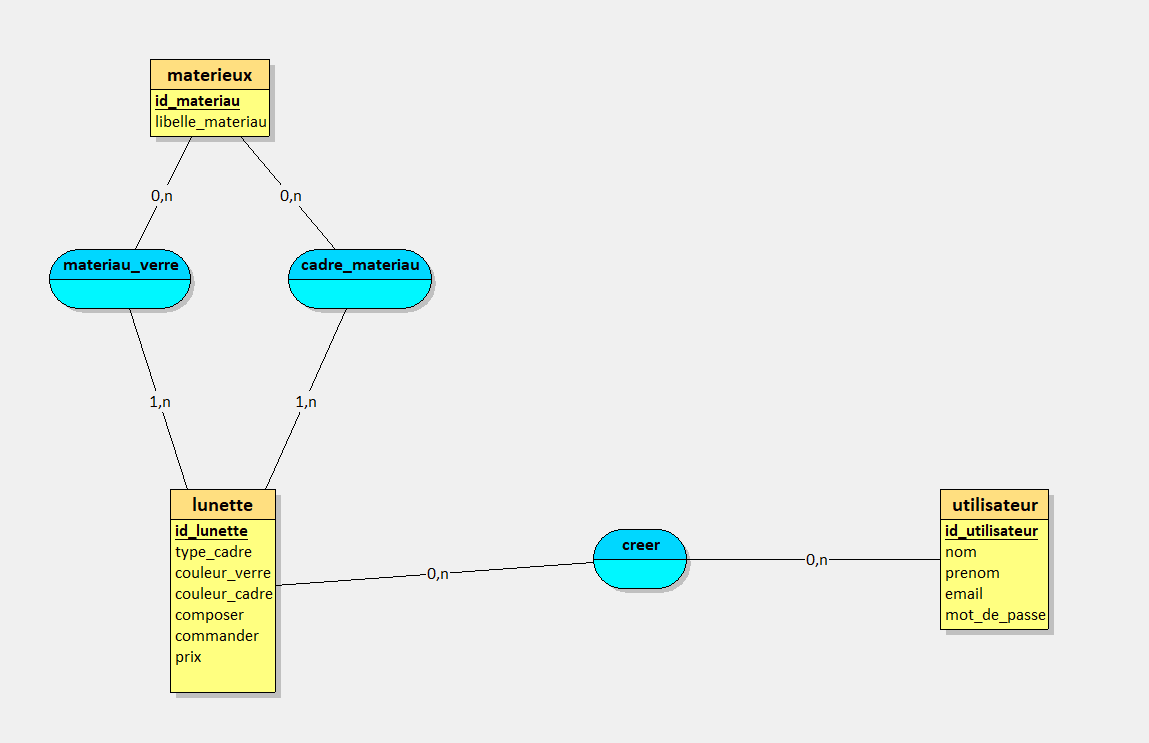 materieux
id_materiau
libelle_materiau
0,n
0,n
materiau_verre
cadre_materiau
1,n
1,n
lunette
id_lunette
type_cadre
couleur_verre
couleur_cadre
composer
commander
prix
0,n
creer
0,n
utilisateur
id_utilisateur
nom
prenom
email
mot_de_passe